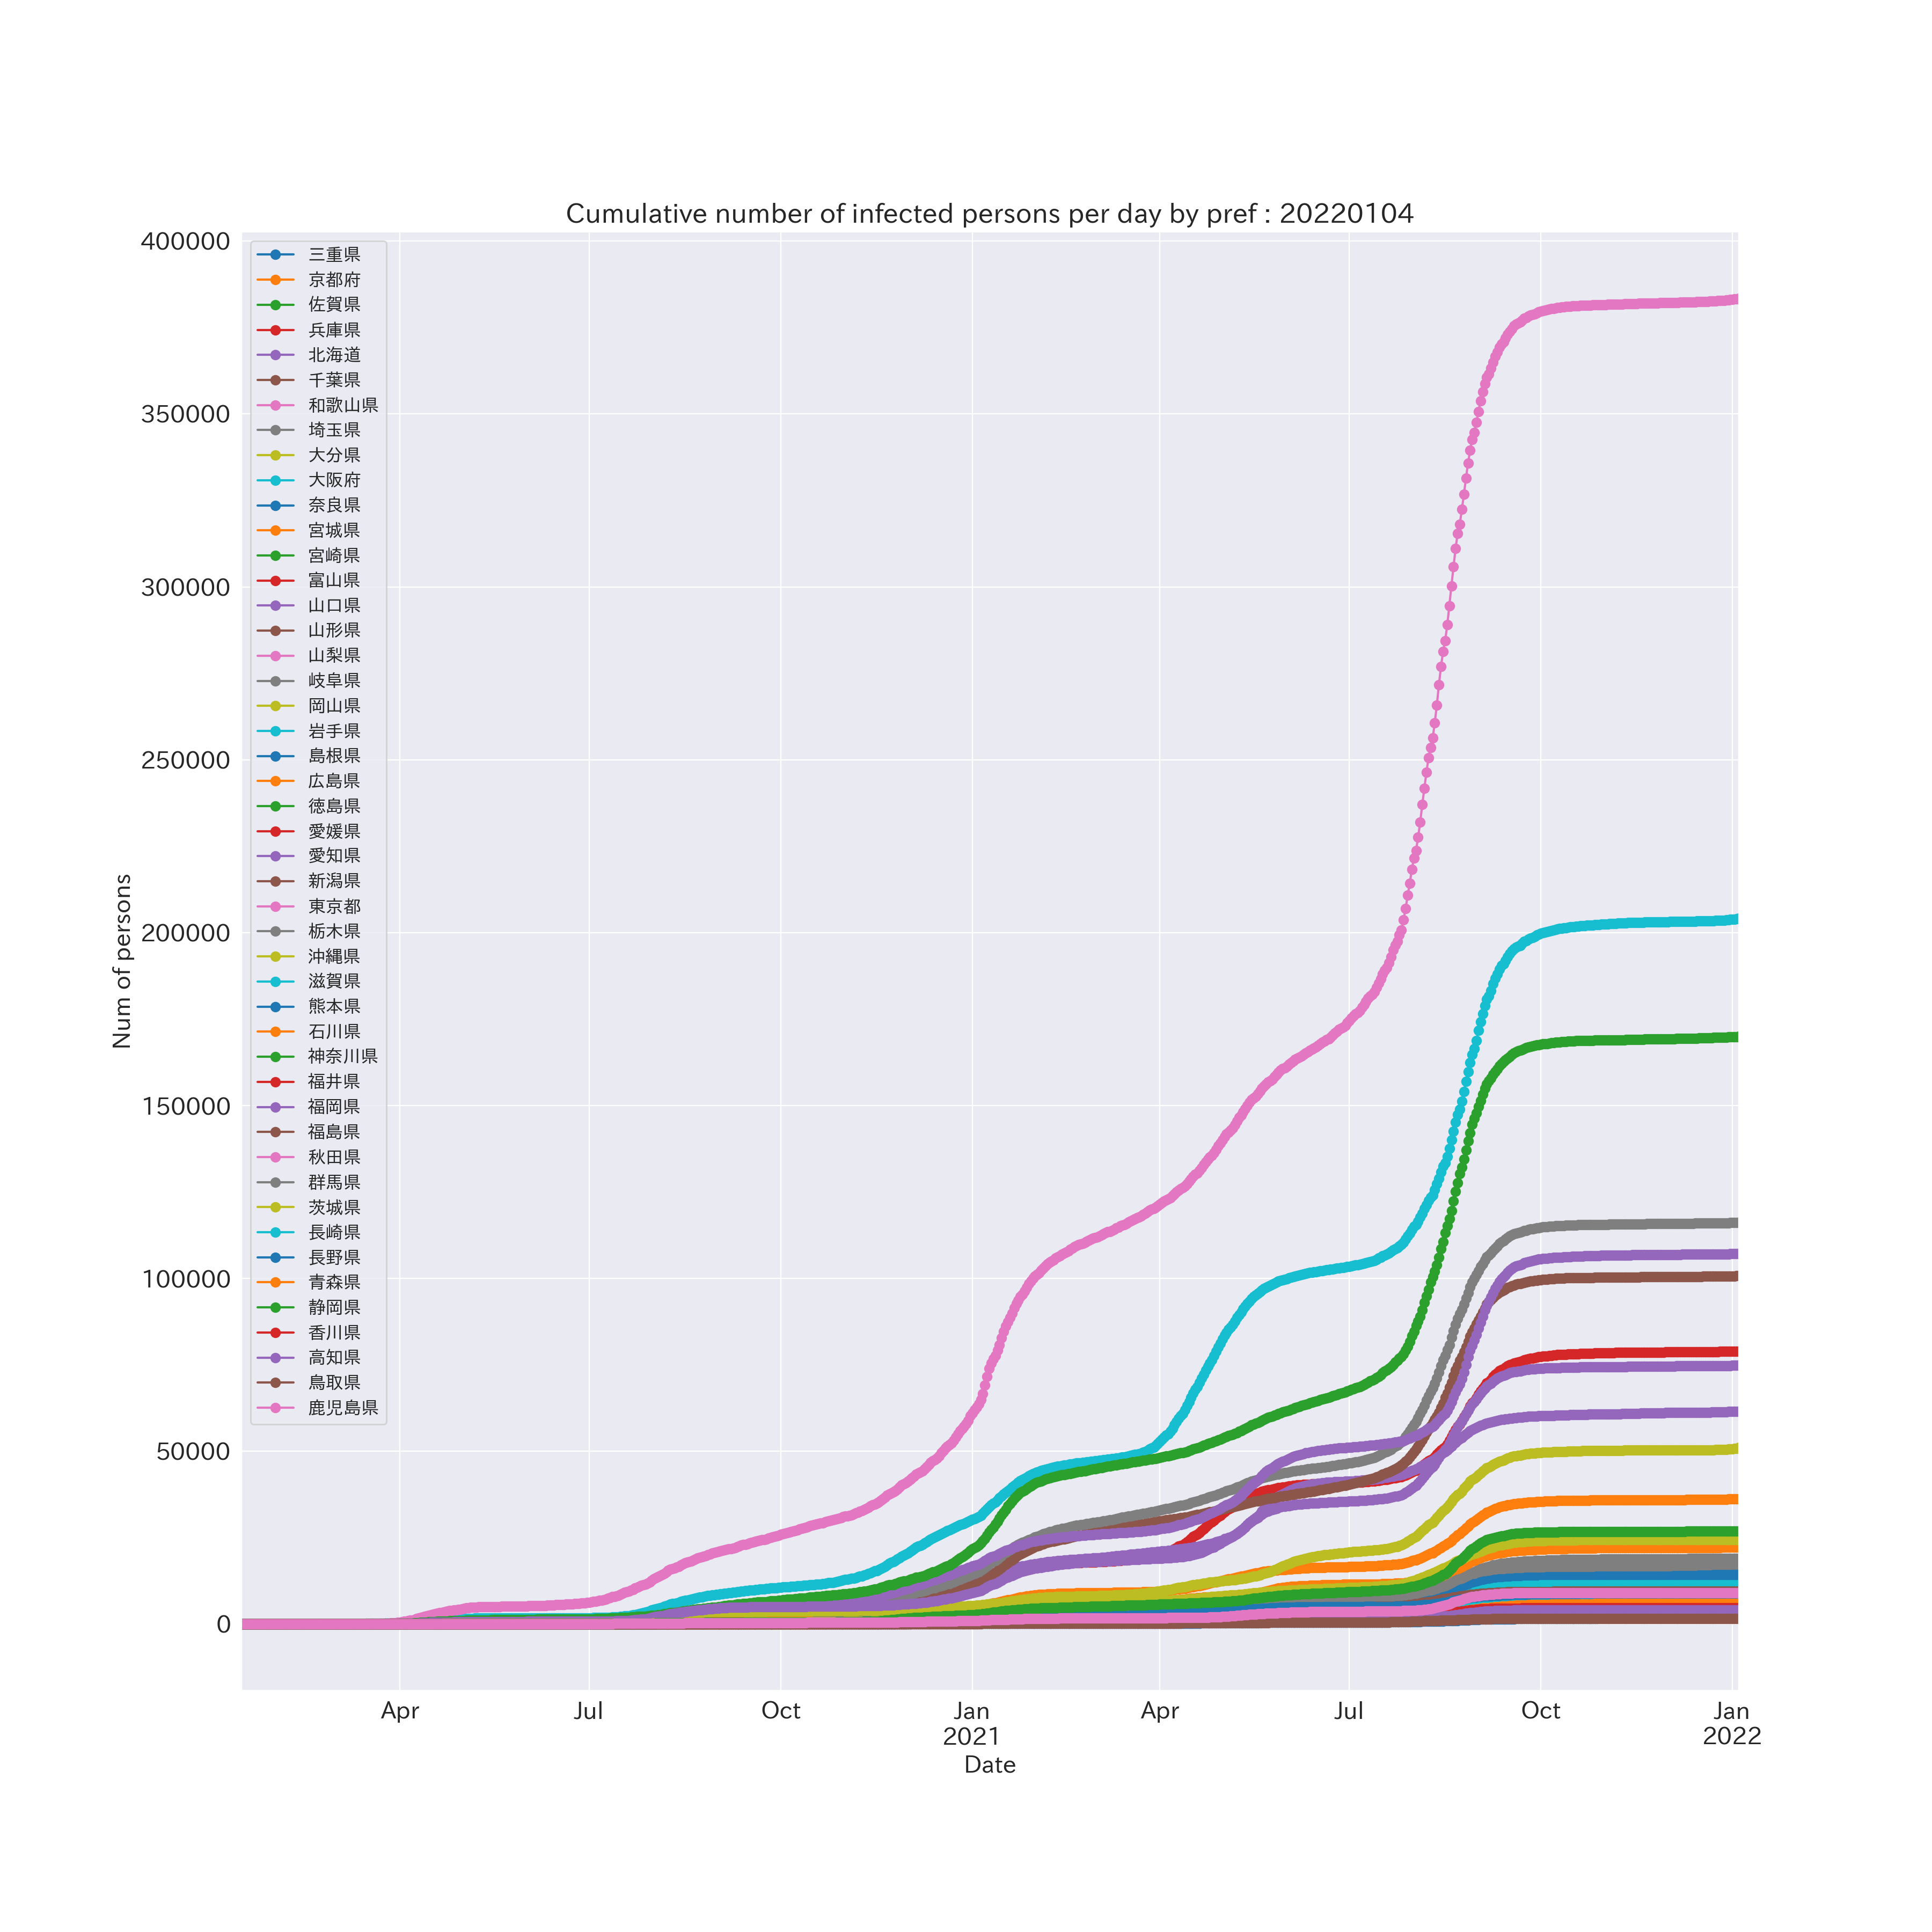 Cumulative number of infected persons per day by pref : 20220104
400000
350000
300000
250000
200000
150000
100000
50000
0
Num of persons
三重県
京都府
佐賀県
兵庫県
北海道
千葉県
和歌山県
埼玉県
大分県
大阪府
奈良県
宮城県
宮崎県
富山県
山口県
山形県
山梨県
岐阜県
岡山県
岩手県
島根県
広島県
徳島県
愛媛県
愛知県
新潟県
東京都
栃木県
沖縄県
滋賀県
熊本県
石川県
神奈川県
福井県
福岡県
福島県
秋田県
群馬県
茨城県
長崎県
長野県
青森県
静岡県
香川県
高知県
鳥取県
鹿児島県
Apr Jul Oct Jan Apr Jul Oct Jan
2021 2022
Date